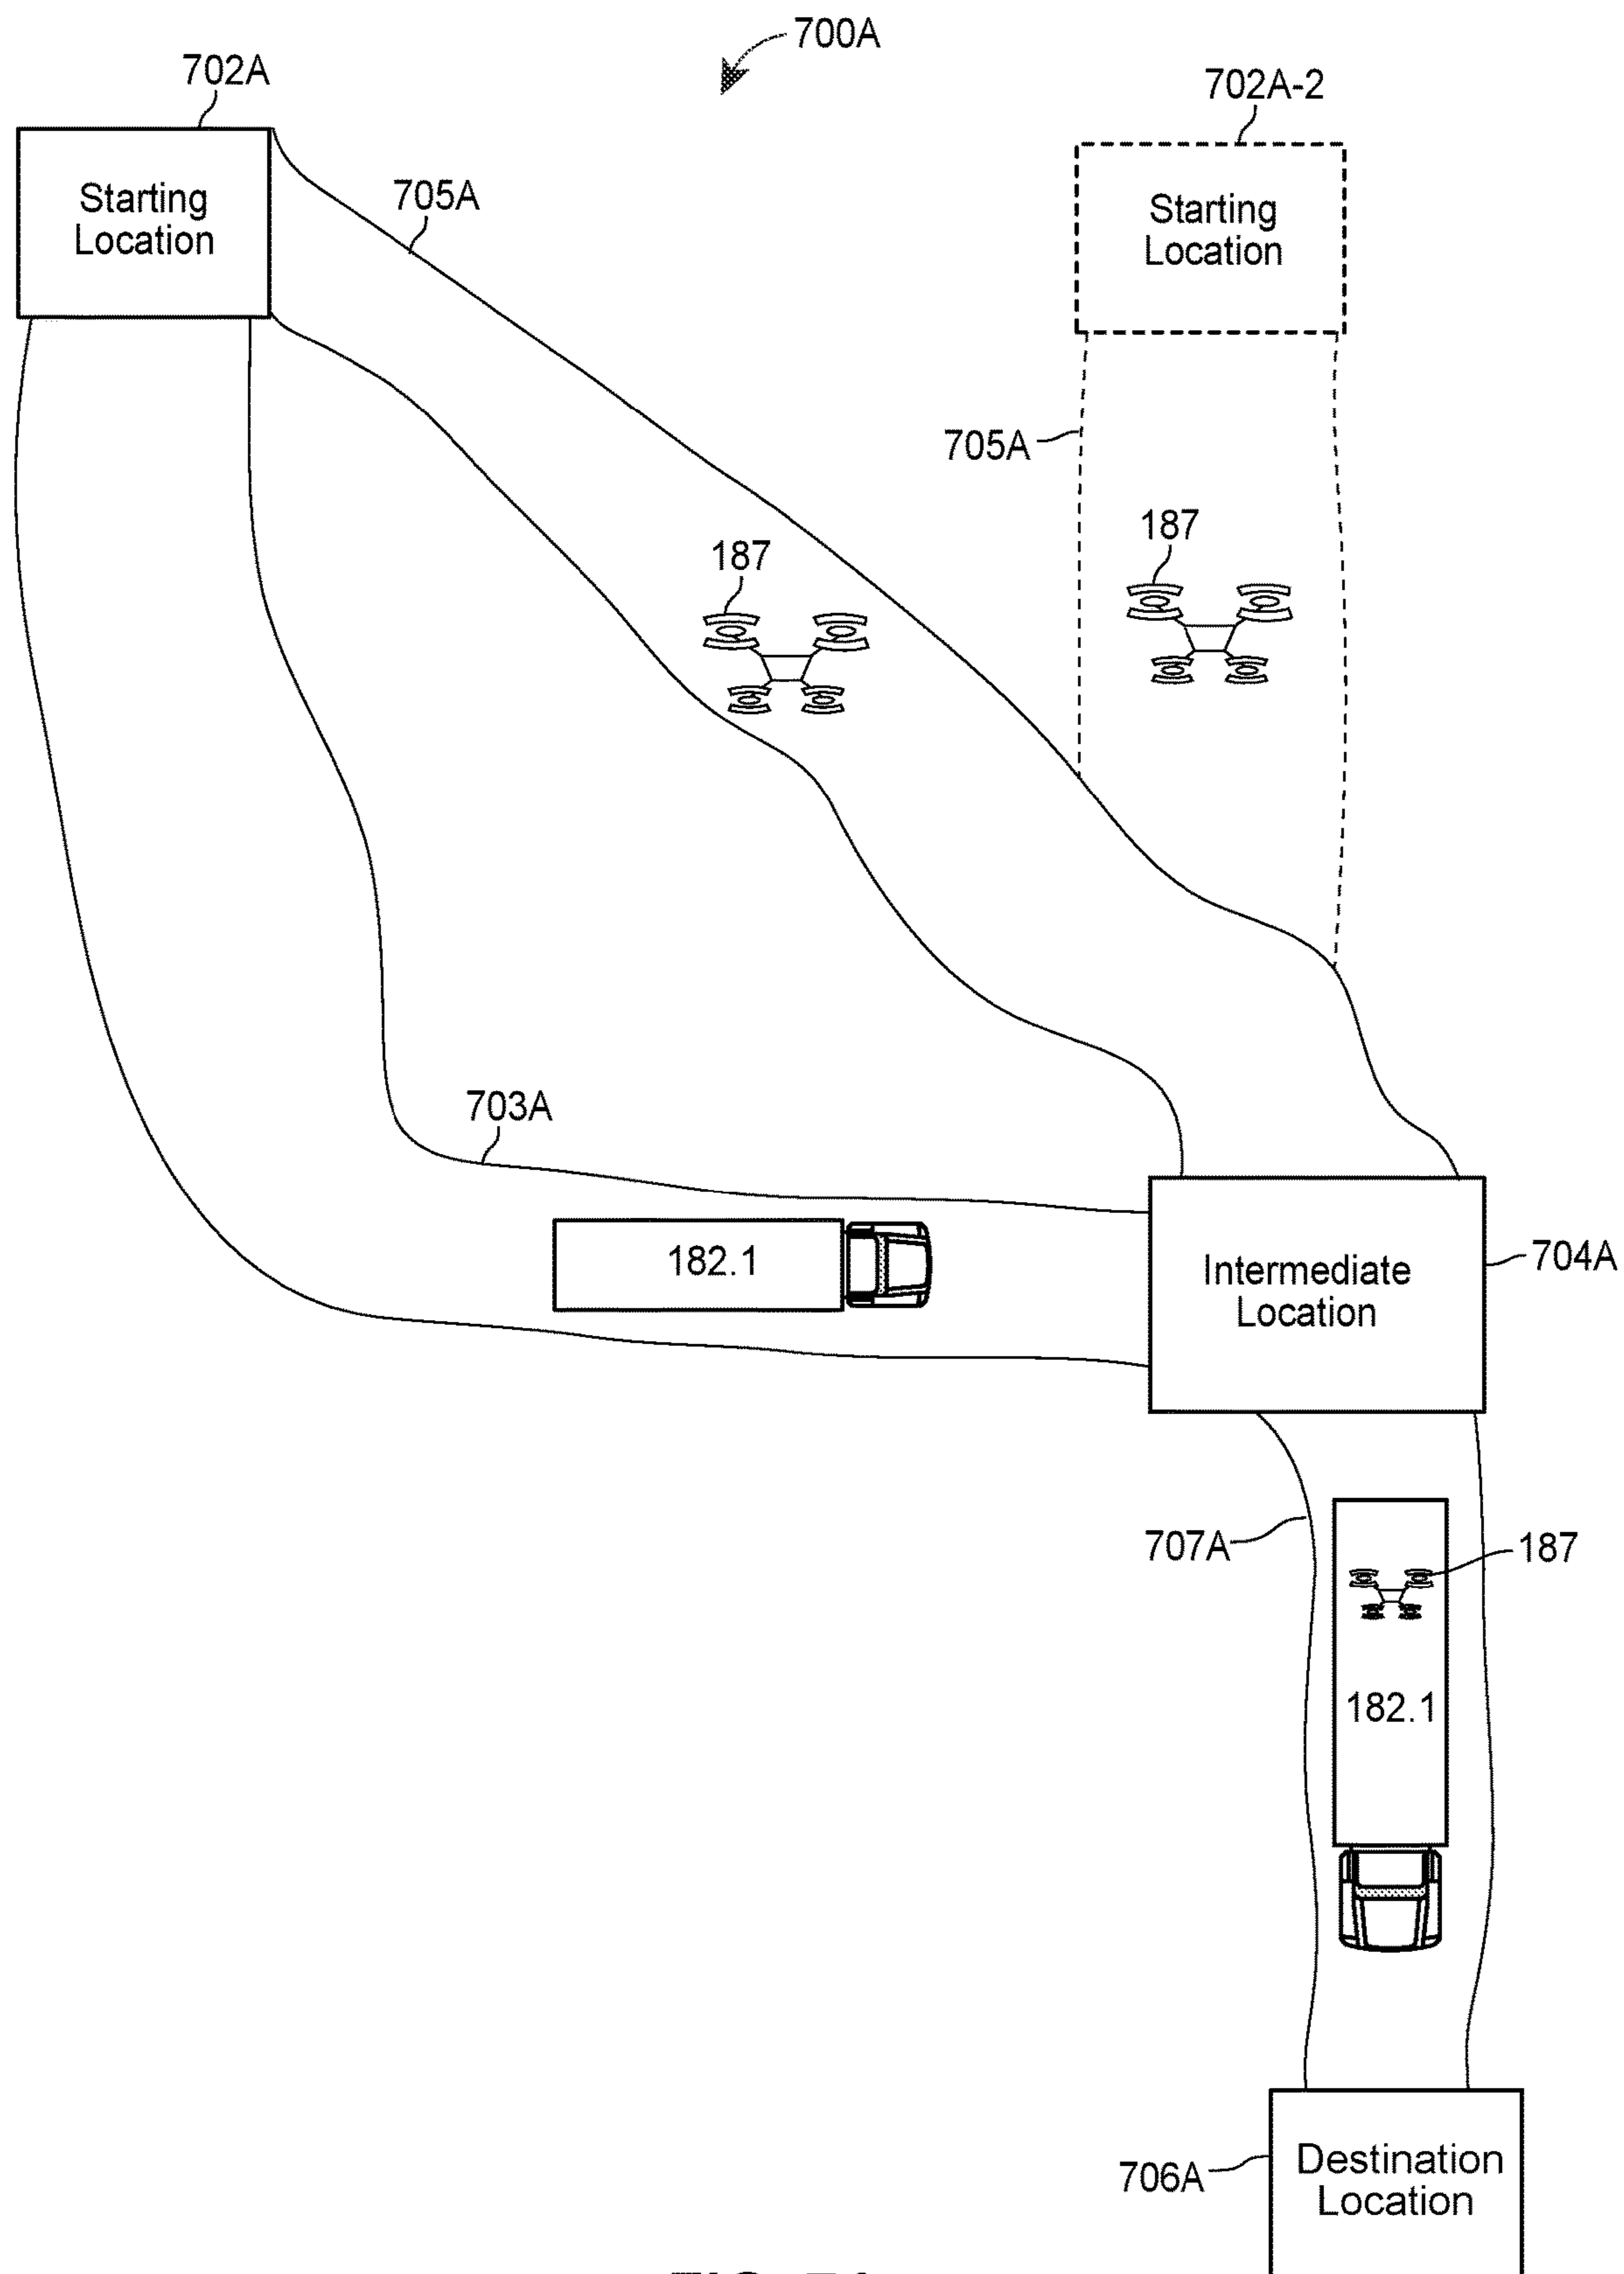 700A
702A
702A-2
Starting
Location
705A
Starting
Location
705A
187
187
703A
182.1
Intermediate
Location
704A
707A
187
182.1
706A
Destination
Location